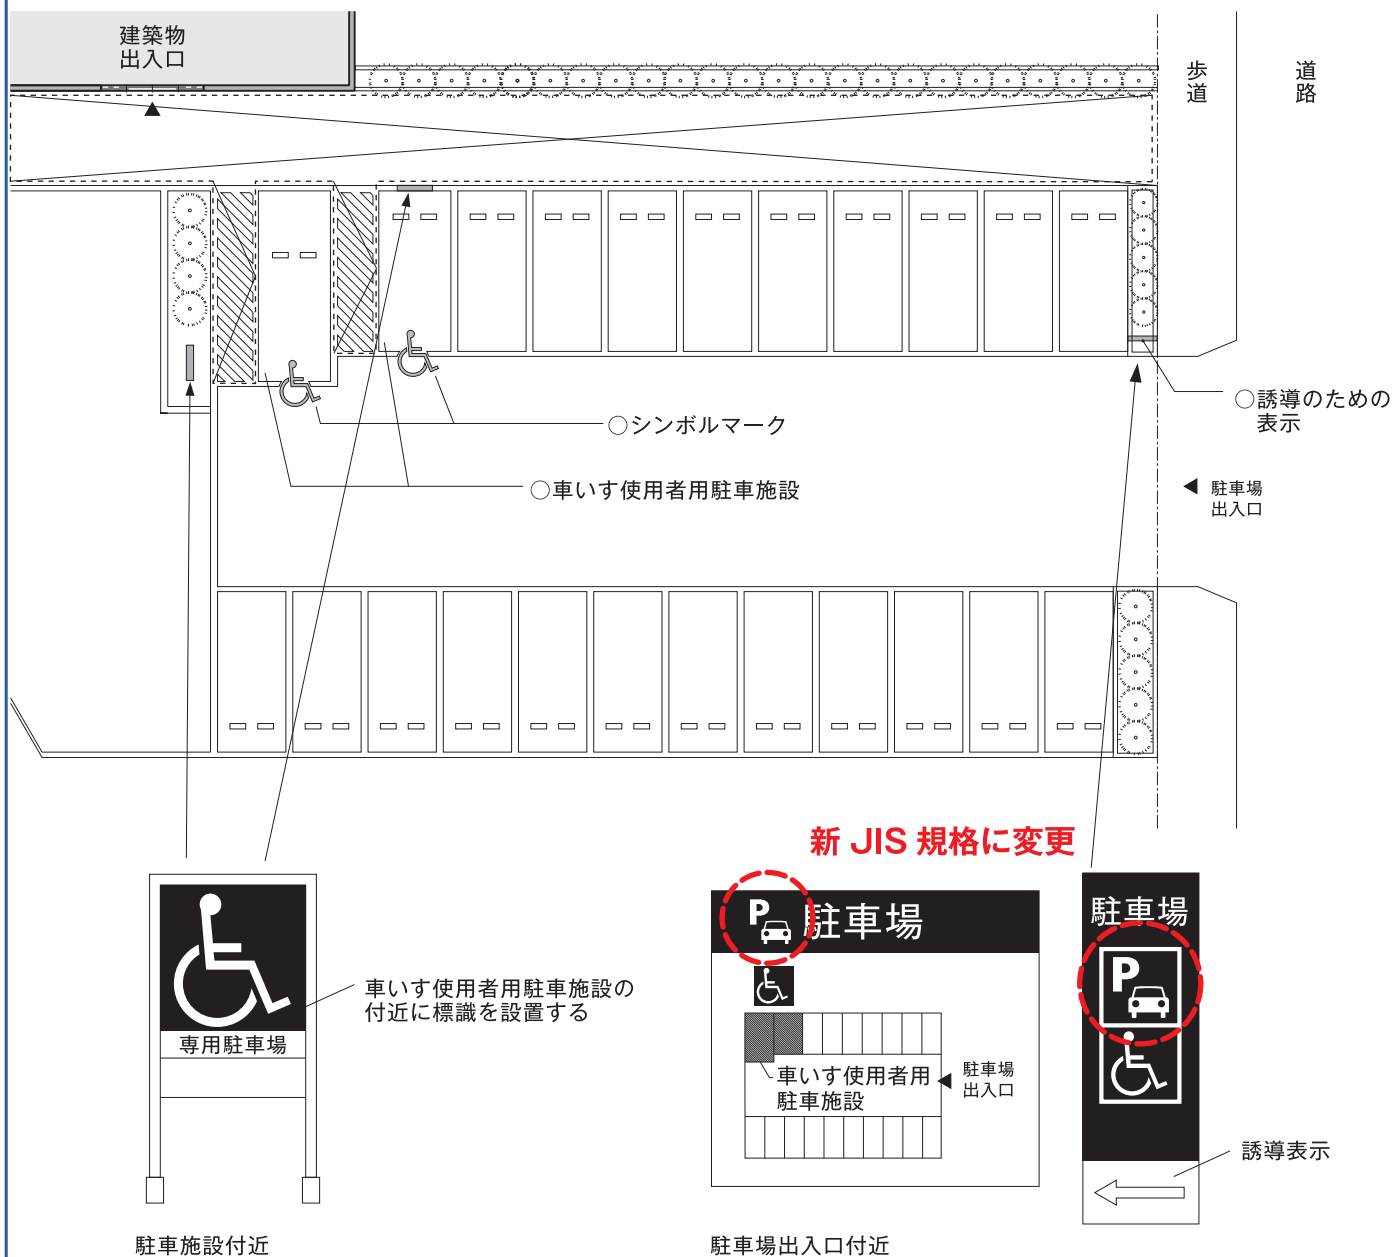 建築物
出入口
歩道
道路
○誘導のための
表示
○シンボルマーク
○車いす使用者用駐車施設
駐車場
出入口
新 JIS 規格に変更
専用駐車場
車いす使用者用駐車施設の
付近に標識を設置する
駐車施設付近
P
駐車場
車いす使用者用
駐車施設
駐車場
出入口
駐車場出入口付近
駐車場
P
誘導表示